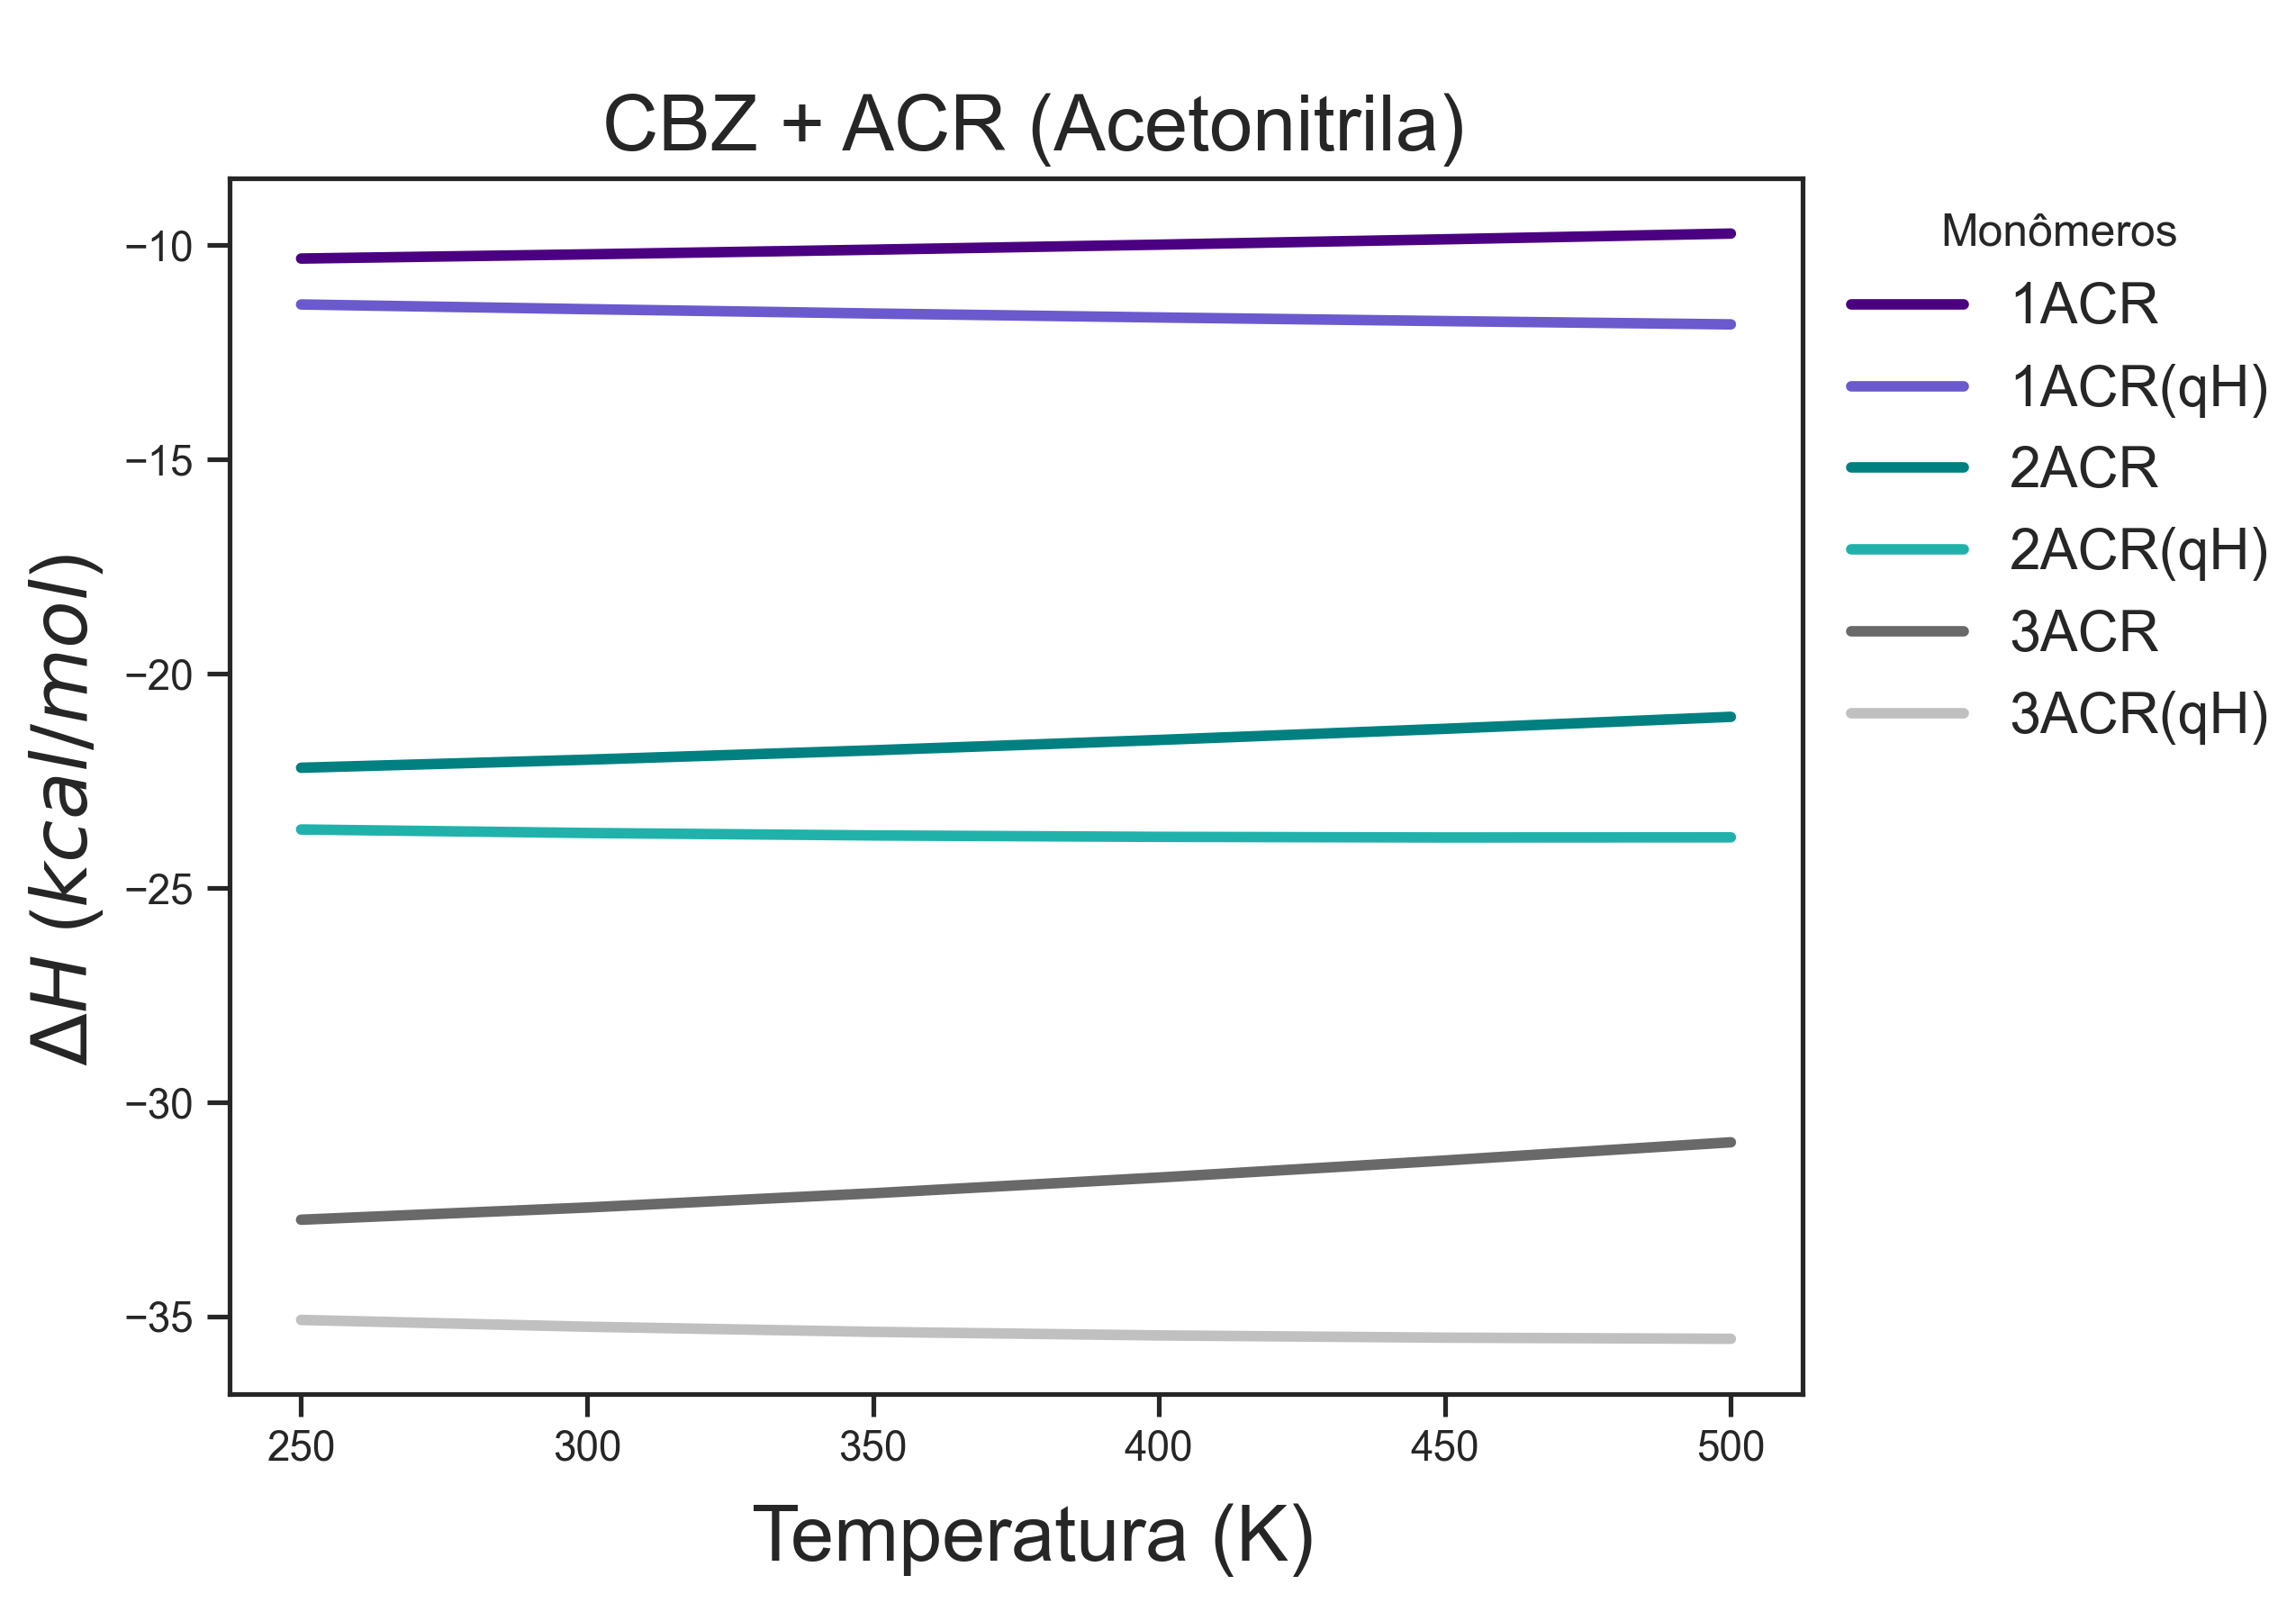 CBZ + ACR (Acetonitrila)
ΔH (kcal/mol)
−10
−15
−20
−25
−30
−35
250
300
350
400
450
500
Temperatura (K)
Monômeros
1ACR
1ACR(qH)
2ACR
2ACR(qH)
3ACR
3ACR(qH)